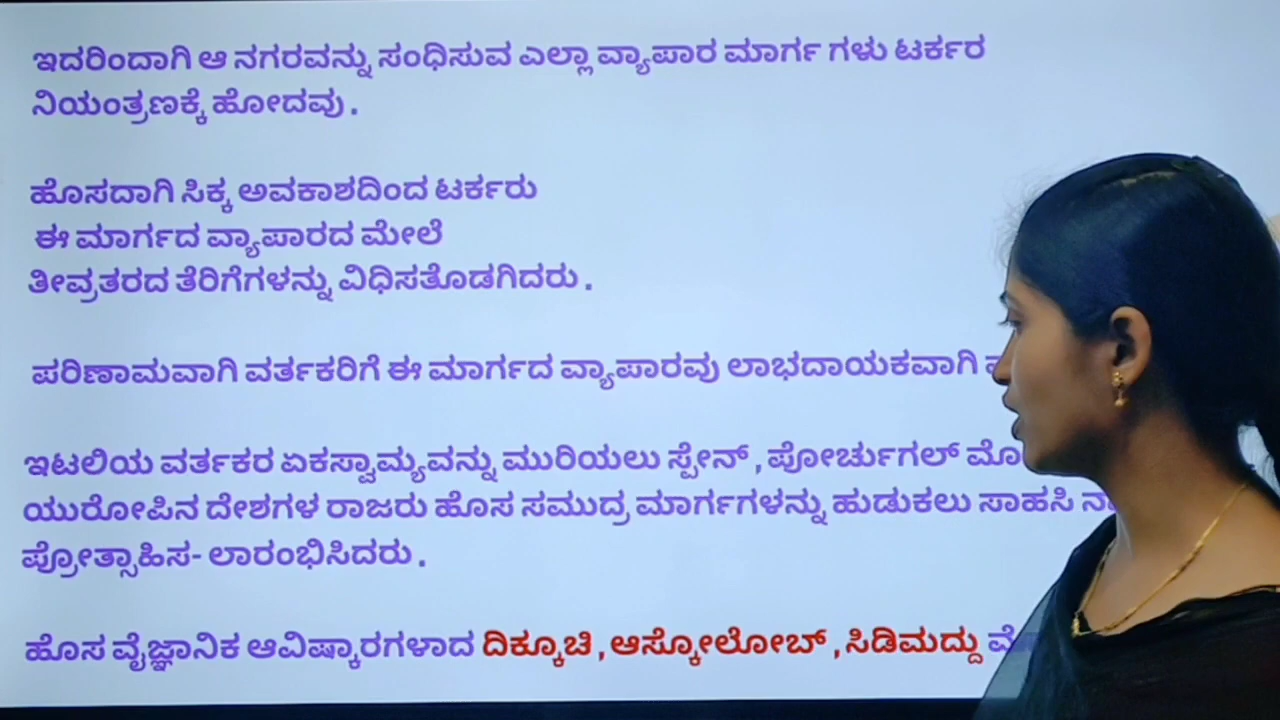 ಇದರಿಂದಾಗಿ ಆ ನಗರವನ್ನು ಸಂಧಿಸುವ ಎಲ್ಲಾ ವ್ಯಾಪಾರ ಮಾರ್ಗ ಗಳು ಟರ್ಕರ
ನಿಯಂತ್ರಣಕ್ಕೆ ಹೋದವು .
ಹೊಸದಾಗಿ ಸಿಕ್ಕ ಅವಕಾಶದಿಂದ ಟರ್ಕರು
ಈ ಮಾರ್ಗದ ವ್ಯಾಪಾರದ ಮೇಲೆ
ತೀವ್ರತರದ ತೆರಿಗೆಗಳನ್ನು ವಿಧಿಸತೊಡಗಿದರು .
ಪರಿಣಾಮವಾಗಿ ವರ್ತಕರಿಗೆ ಈ ಮಾರ್ಗದ ವ್ಯಾಪಾರವು ಲಾಭದಾಯಕವಾಗಿ
ಇಟಲಿಯ ವರ್ತಕರ ಏಕಸ್ವಾಮ್ಯವನ್ನು ಮುರಿಯಲು ಸ್ಪೇನ್ , ಪೋರ್ಚುಗಲ್
ಯುರೋಪಿನ ದೇಶಗಳ ರಾಜರು ಹೊಸ ಸಮುದ್ರ ಮಾರ್ಗಗಳನ್ನು ಹುಡುಕಲು ಸಾಹಸಿ
ಪ್ರೋತ್ಸಾಹಿಸ- ಲಾರಂಭಿಸಿದರು .
ಹೊಸ ವೈಜ್ಞಾನಿಕ ಆವಿಷ್ಕಾರಗಳಾದ ದಿಕ್ಕೂಚಿ , ಆಸ್ಕೋಲೋಬ್ , ಸಿಡಿಮದ್ದು